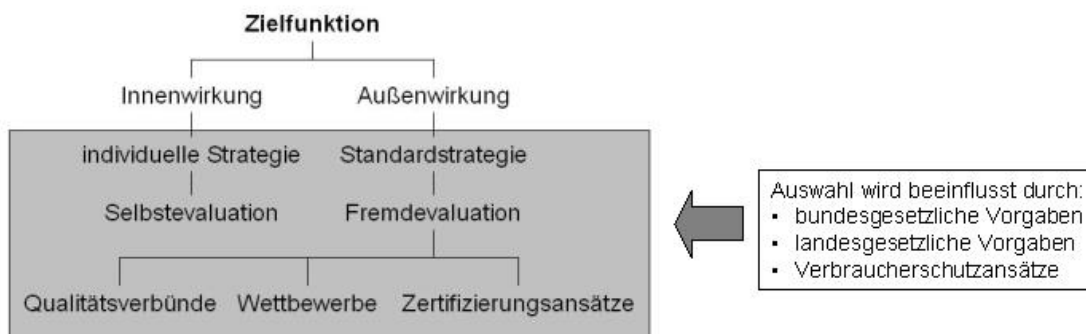 Zielfunktion
Innenwirkung Außenwirkung
individuelle Strategie Standardstrategie
Selbstevaluation Fremdevaluation
Qualitätsverbünde Wettbewerbe Zertifizierungsansätze
Auswahl wird beeinflusst durch:
▪ bundesgesetzliche Vorgaben
▪ landesgesetzliche Vorgaben
▪ Verbraucherschutzansätze